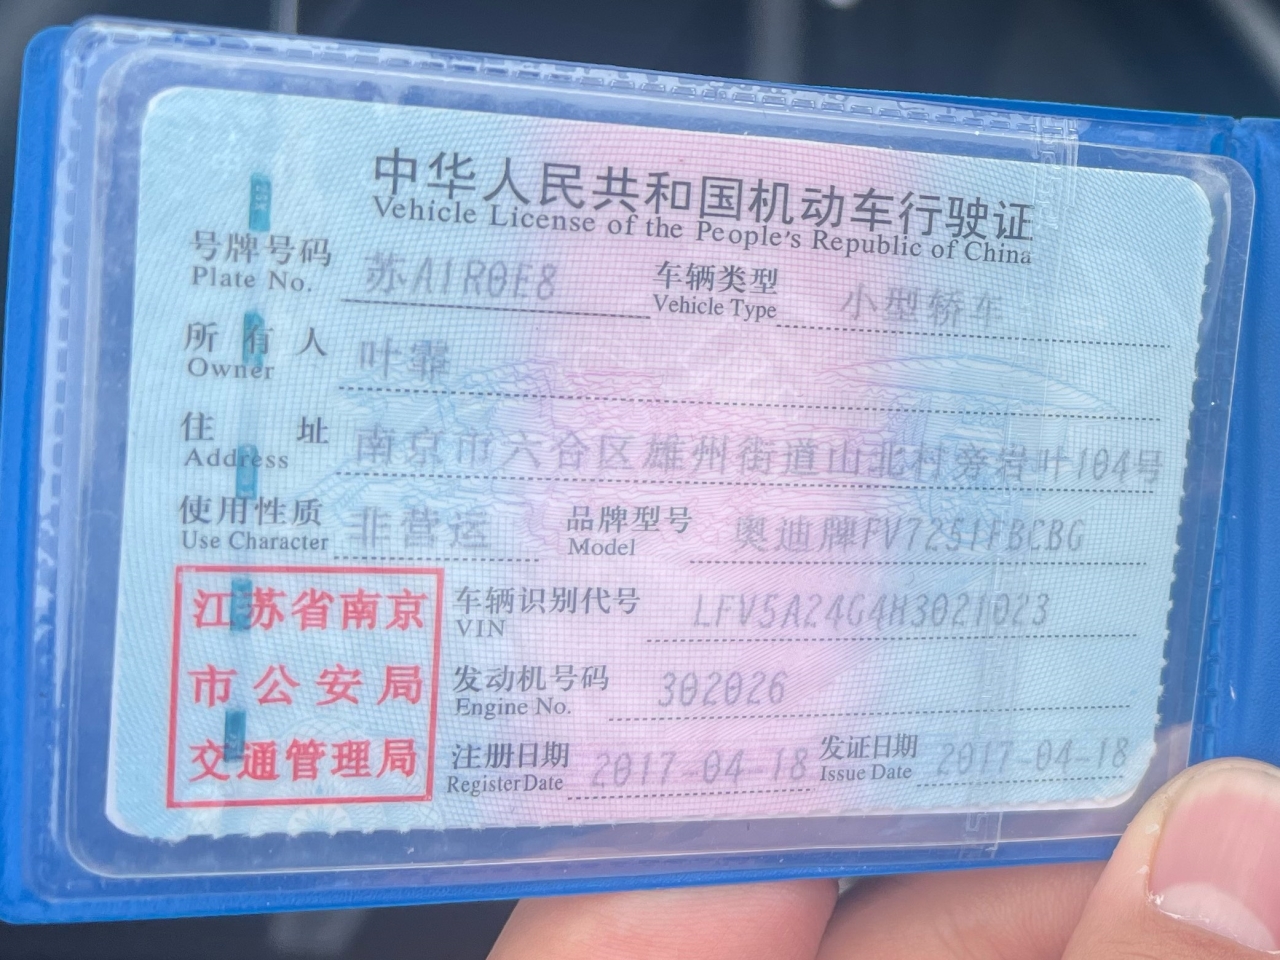 中华人民共和国机动车行驶证
Vehicle License of the People's Republic of China
号牌号码 苏A1R0E8 车辆类型 小型轿车
Plate No. Vehicle Type
所有人 叶霏
Owner
住址 南京市六合区雄州街道山北村旁岩叶104号
Address
使用性质 非营运 品牌型号 奥迪牌FV7251FBCBG
Use Character Model
江苏省南京
市公安局
交通管理局
车辆识别代号 LFV5A24G4H3021023
VIN
发动机号码 302026
Engine No.
注册日期 2017-04-18 发证日期 2017-04-18
Register Date Issue Date